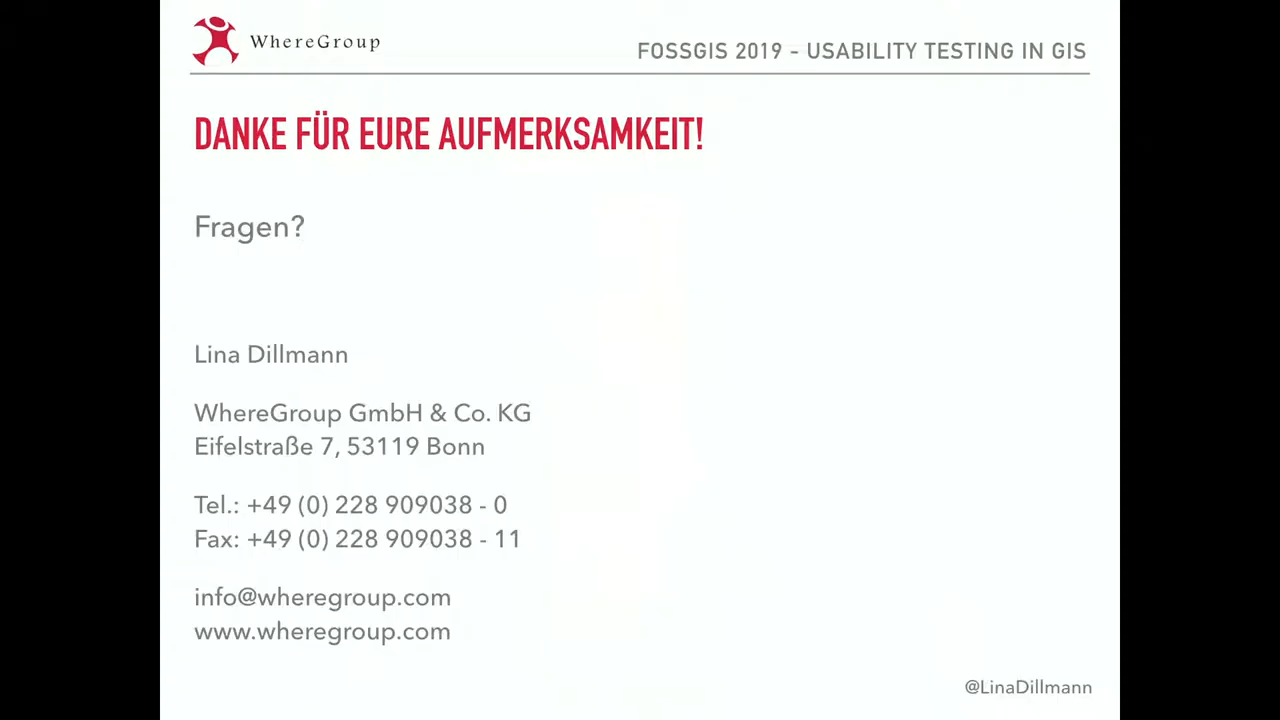 WhereGroup
FOSSGIS 2019 - USABILITY TESTING IN GIS
DANKE FÜR EURE AUFMERKSAMKEIT!
Fragen?
Lina Dillmann
WhereGroup GmbH & Co. KG
Eifelstraße 7, 53119 Bonn
Tel.: +49 (0) 228 909038 - 0
Fax: +49 (0) 228 909038 - 11
info@wheregroup.com
www.wheregroup.com
@LinaDillmann